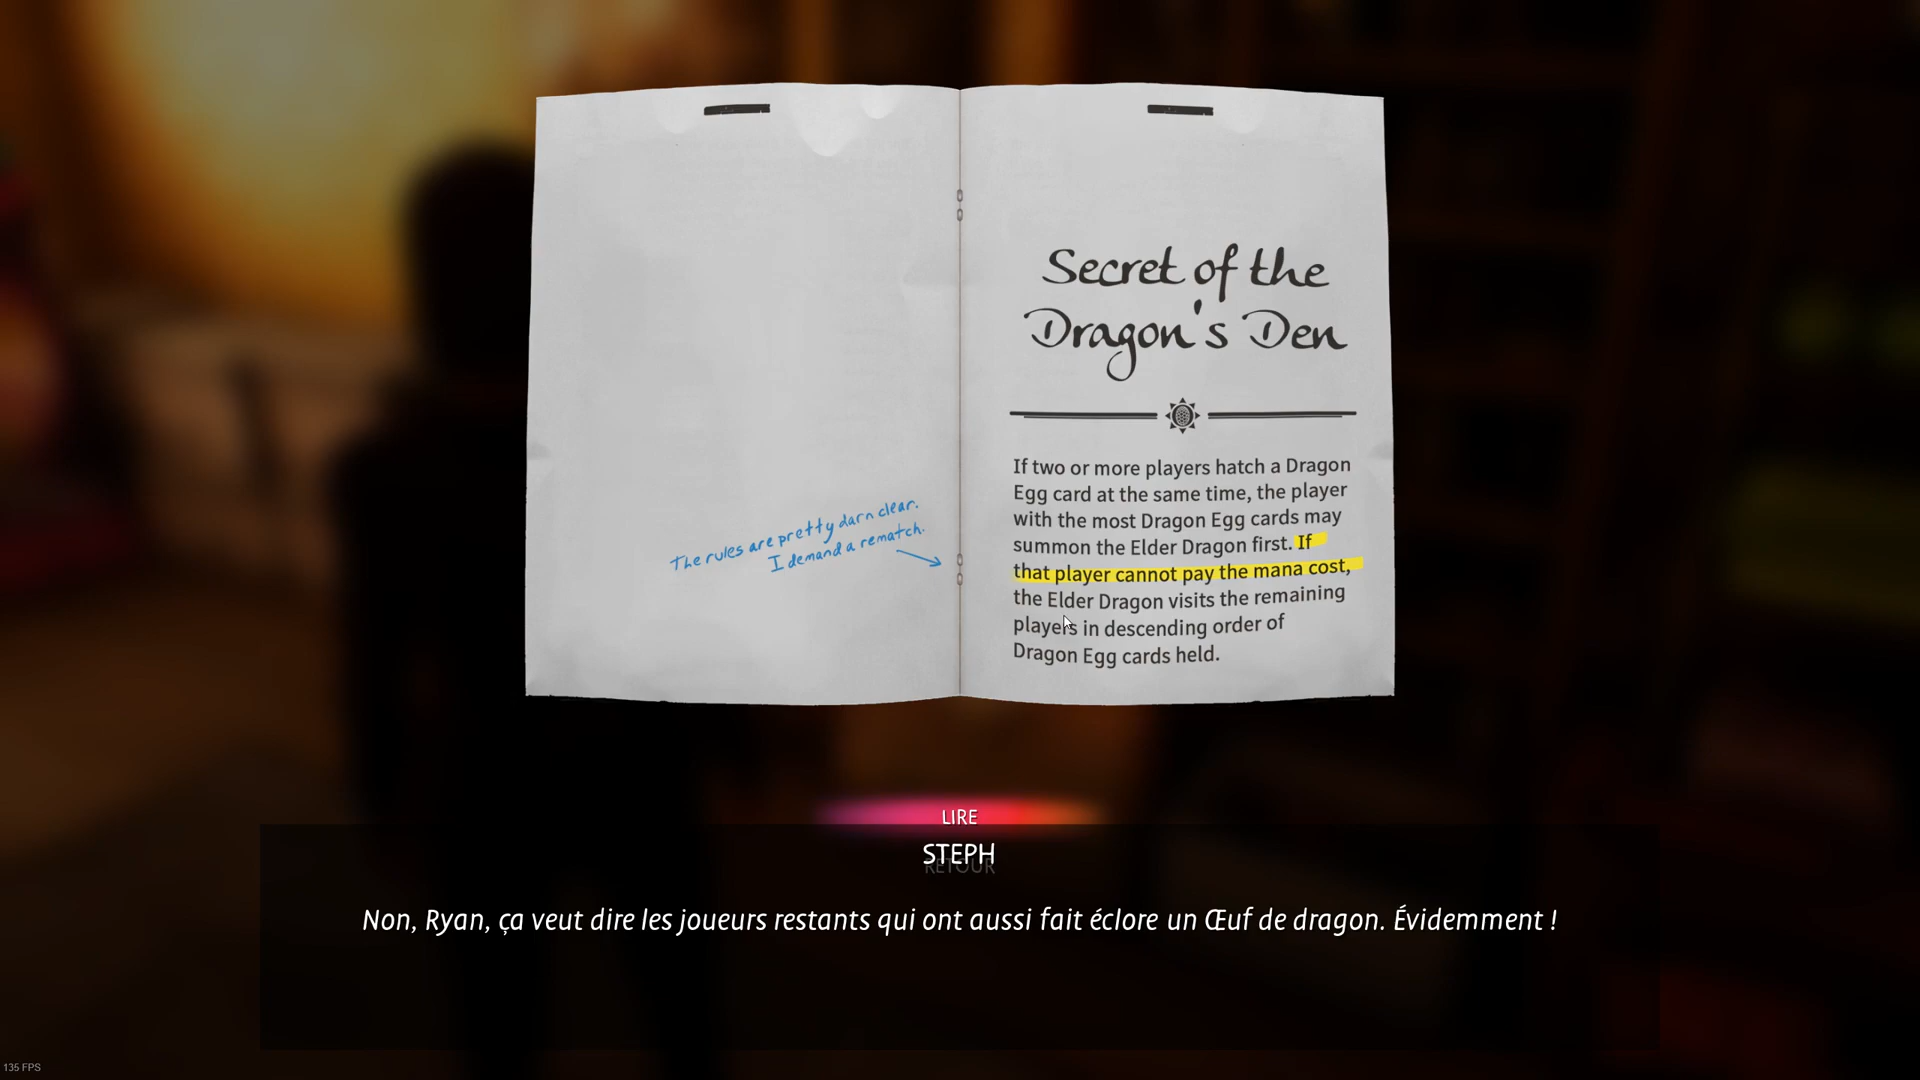 Secret of the
Dragon's Den
The rules are pretty darn clear.
I demand a rematch.
If two or more players hatch a Dragon
Egg card at the same time, the player
with the most Dragon Egg cards may
summon the Elder Dragon first. If
that player cannot pay the mana cost,
the Elder Dragon visits the remaining
players in descending order of
Dragon Egg cards held.
LIRE
STEPH
RETOUR
Non, Ryan, ça veut dire les joueurs restants qui ont aussi fait éclore un Œuf de dragon. Évidemment !
135 FPS